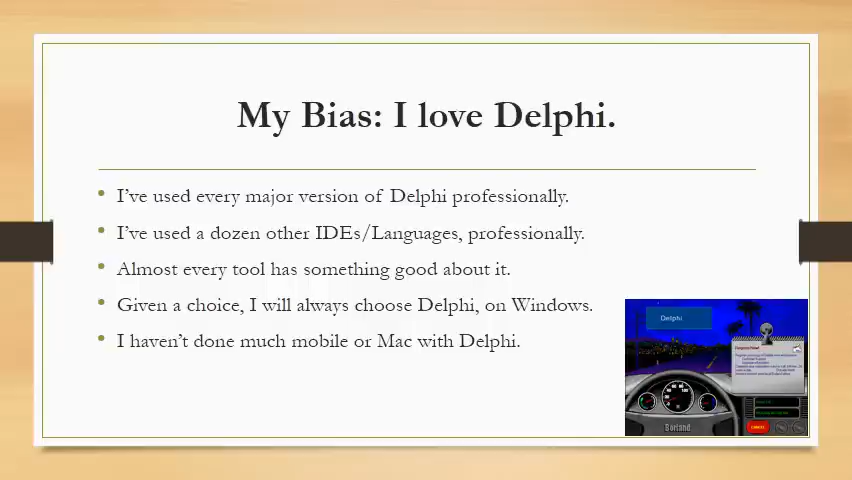 My Bias: I love Delphi.
• I’ve used every major version of Delphi professionally.
• I’ve used a dozen other IDEs/Languages, professionally.
• Almost every tool has something good about it.
• Given a choice, I will always choose Delphi, on Windows.
• I haven’t done much mobile or Mac with Delphi.
Delphi
Borland
CANCEL